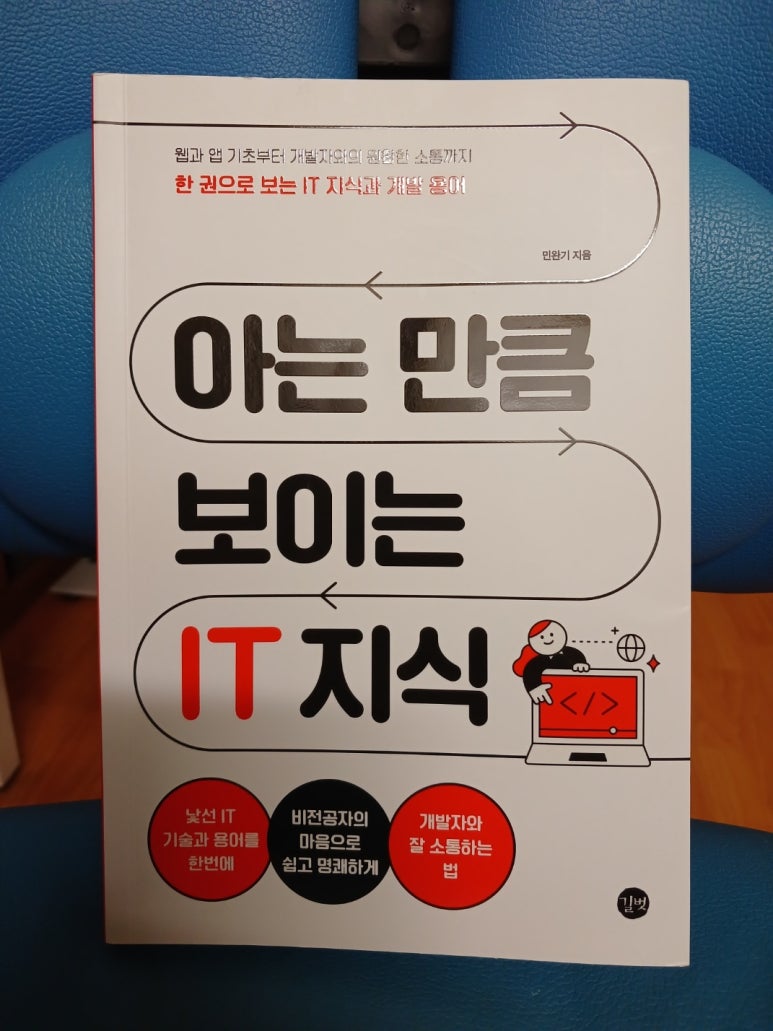 웹과 앱 기초부터 개발자와의 원활한 소통까지
한 권으로 보는 IT 지식과 개발 용어
민완기 지음
아는 만큼
보이는
IT 지식
</>
낯선 IT
기술과 용어를
한번에
비전공자의
마음으로
쉽고 명쾌하게
개발자와
잘 소통하는
법
길벗